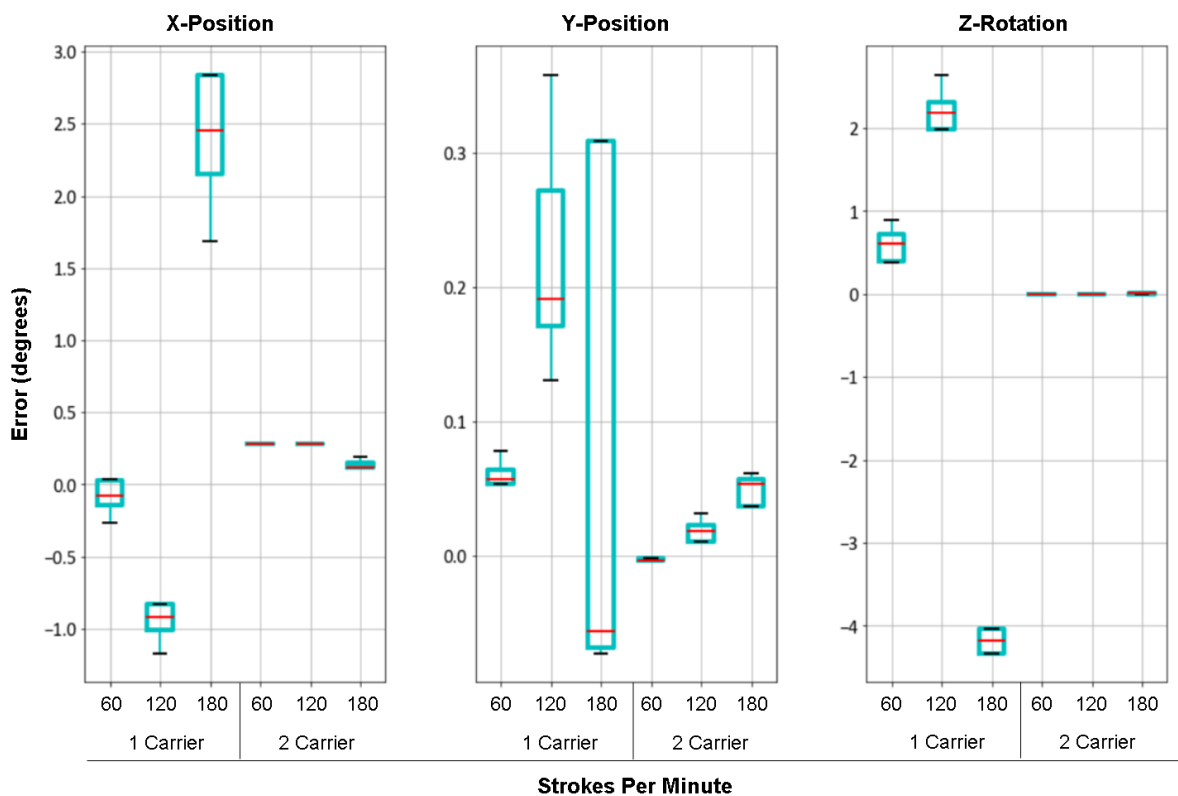 X-Position
Y-Position
Z-Rotation
Error (degrees)
3.0
2.5
2.0
1.5
1.0
0.5
0.0
−0.5
−1.0
0.3
0.2
0.1
0.0
2
1
0
−1
−2
−3
−4
60 120 180 60 120 180
1 Carrier 2 Carrier
60 120 180 60 120 180
1 Carrier 2 Carrier
60 120 180 60 120 180
1 Carrier 2 Carrier
Strokes Per Minute